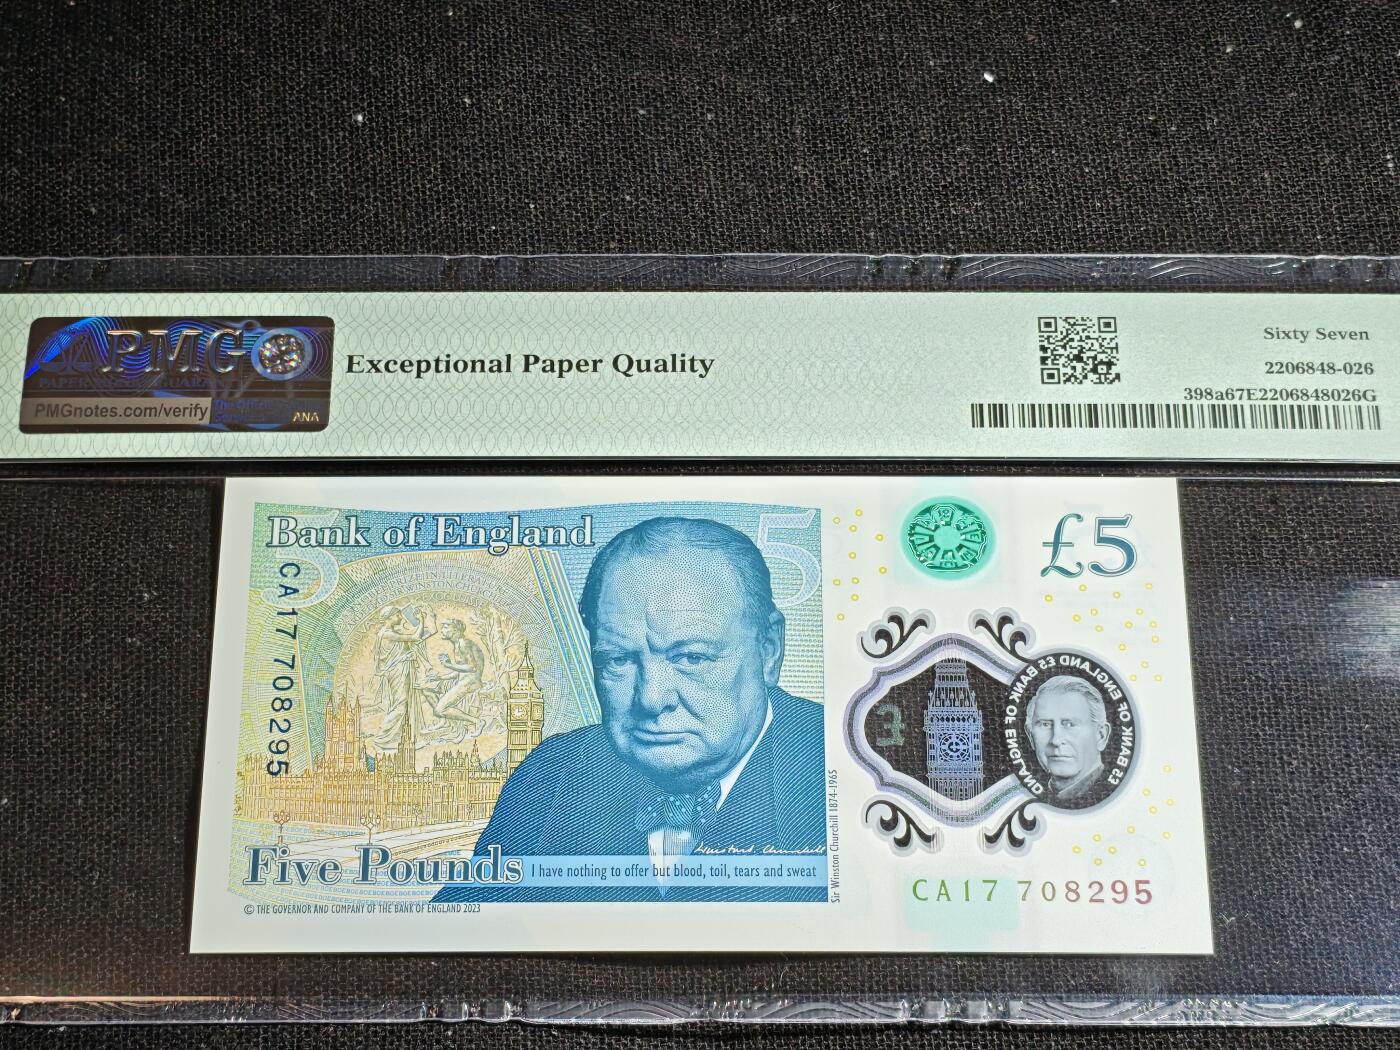 PMG
PMGnotes.com/verify
ANA
Exceptional Paper Quality
Sixty Seven
2206848-026
398a67E2206848026G
Bank of England
5
5
£5
CA17 708295
BANK OF ENGLAND £5 BANK OF ENGLAND £5
Sir Winston Churchill 1874-1965
Five Pounds
I have nothing to offer but blood, toil, tears and sweat
CA17 708295
© THE GOVERNOR AND COMPANY OF THE BANK OF ENGLAND 2023